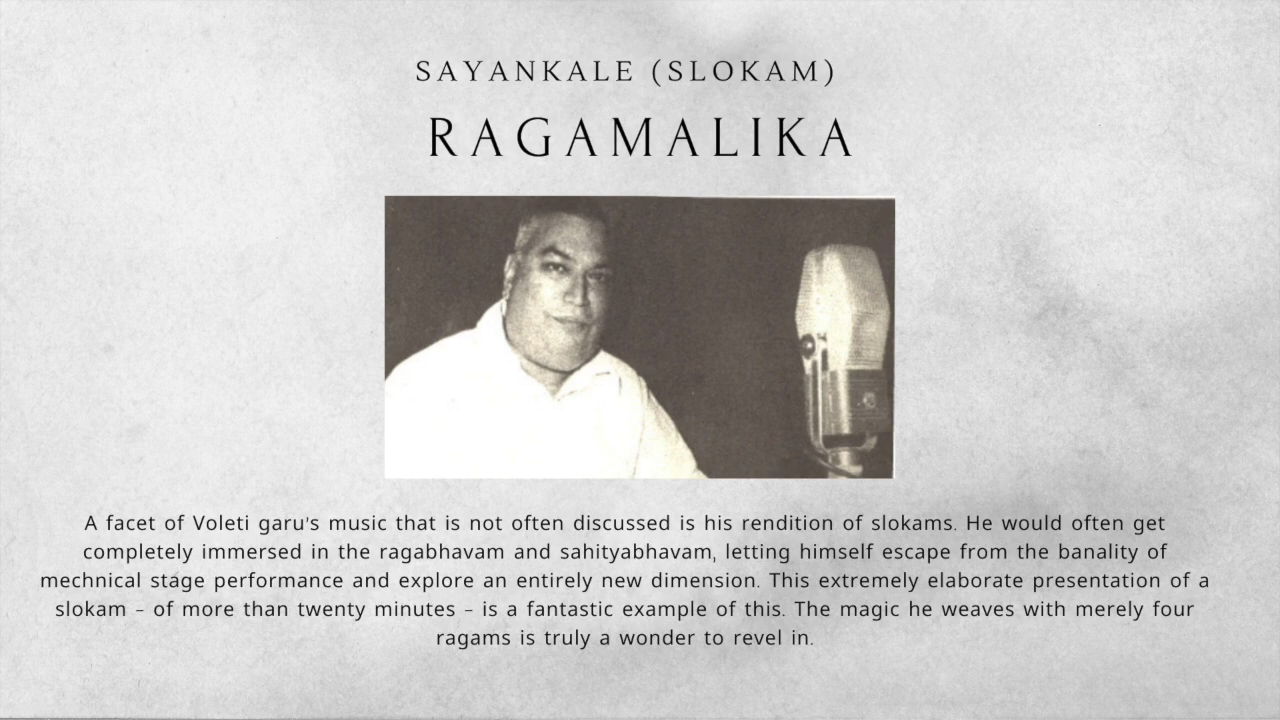 SAYANKALE (SLOKAM)
RAGAMALIKA
A facet of Voleti garu's music that is not often discussed is his rendition of slokams. He would often get
completely immersed in the ragabhavam and sahityabhavam, letting himself escape from the banality of
mechnical stage performance and explore an entirely new dimension. This extremely elaborate presentation of a
slokam – of more than twenty minutes – is a fantastic example of this. The magic he weaves with merely four
ragams is truly a wonder to revel in.